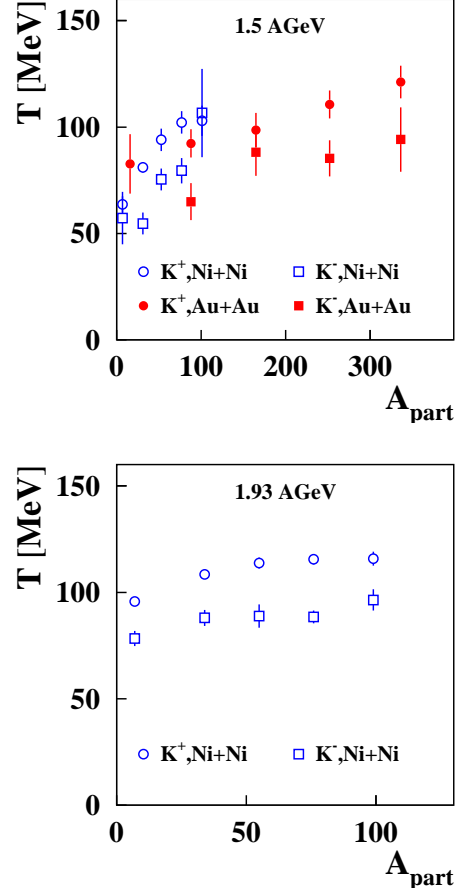 T [MeV]
150
1.5 AGeV
100
50
K+,Ni+Ni
K-,Ni+Ni
K+,Au+Au
K-,Au+Au
0
0
100
200
300
Apart
T [MeV]
150
1.93 AGeV
100
50
K+,Ni+Ni
K-,Ni+Ni
0
0
50
100
Apart